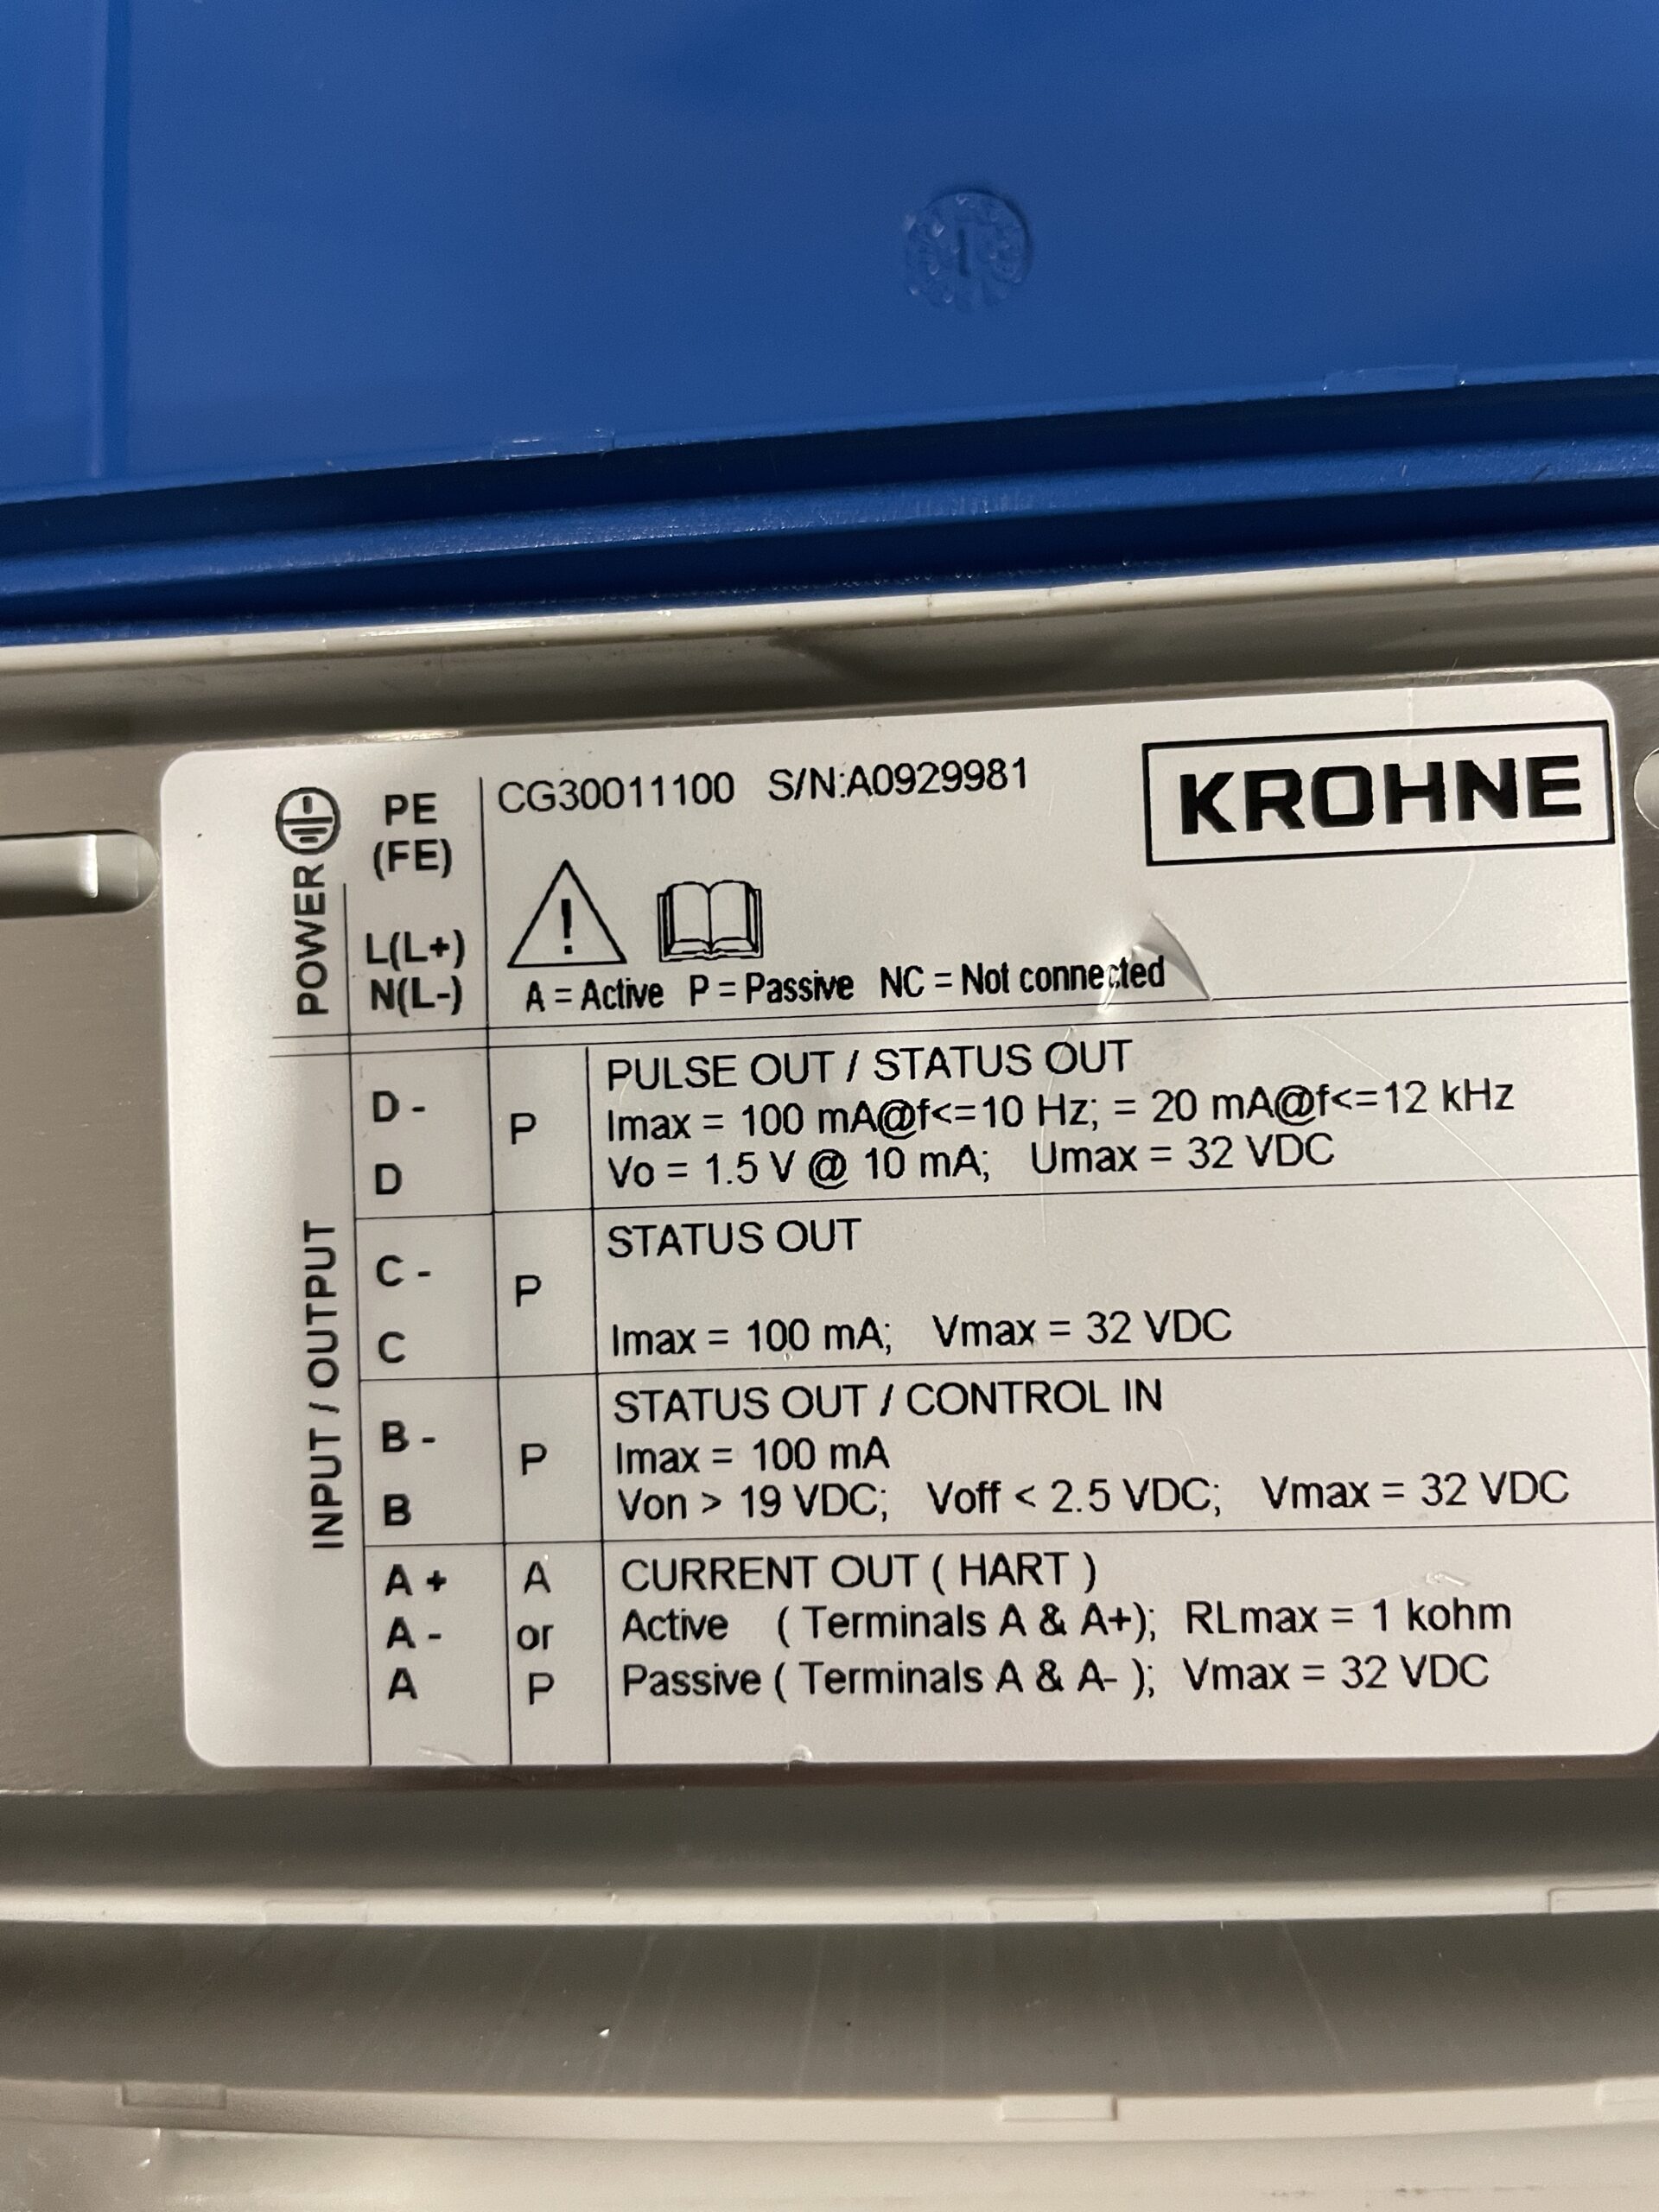 POWER
PE
(FE)
L(L+)
N(L-)
CG30011100 S/N:A0929981
KROHNE
A = Active P = Passive NC = Not connected
INPUT / OUTPUT
D -
D
P
PULSE OUT / STATUS OUT
Imax = 100 mA@f<=10 Hz; = 20 mA@f<=12 kHz
Vo = 1.5 V @ 10 mA; Umax = 32 VDC
C -
C
P
STATUS OUT
Imax = 100 mA; Vmax = 32 VDC
B -
B
P
STATUS OUT / CONTROL IN
Imax = 100 mA
Von > 19 VDC; Voff < 2.5 VDC; Vmax = 32 VDC
A + A CURRENT OUT ( HART )
A - or Active ( Terminals A & A+); RLmax = 1 kohm
A P Passive ( Terminals A & A- ); Vmax = 32 VDC